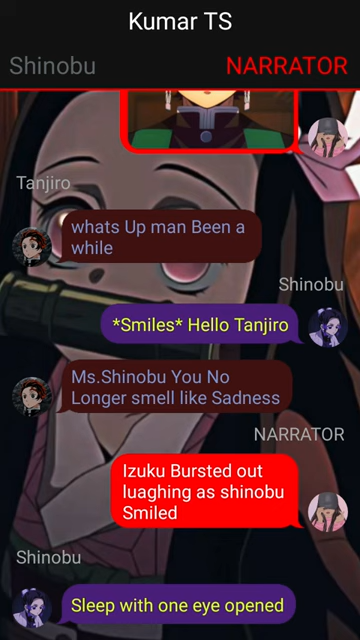 Kumar TS
Shinobu
NARRATOR
Tanjiro
whats Up man Been a
while
Shinobu
*Smiles* Hello Tanjiro
Ms.Shinobu You No
Longer smell like Sadness
NARRATOR
Izuku Bursted out
luaghing as shinobu
Smiled
Shinobu
Sleep with one eye opened